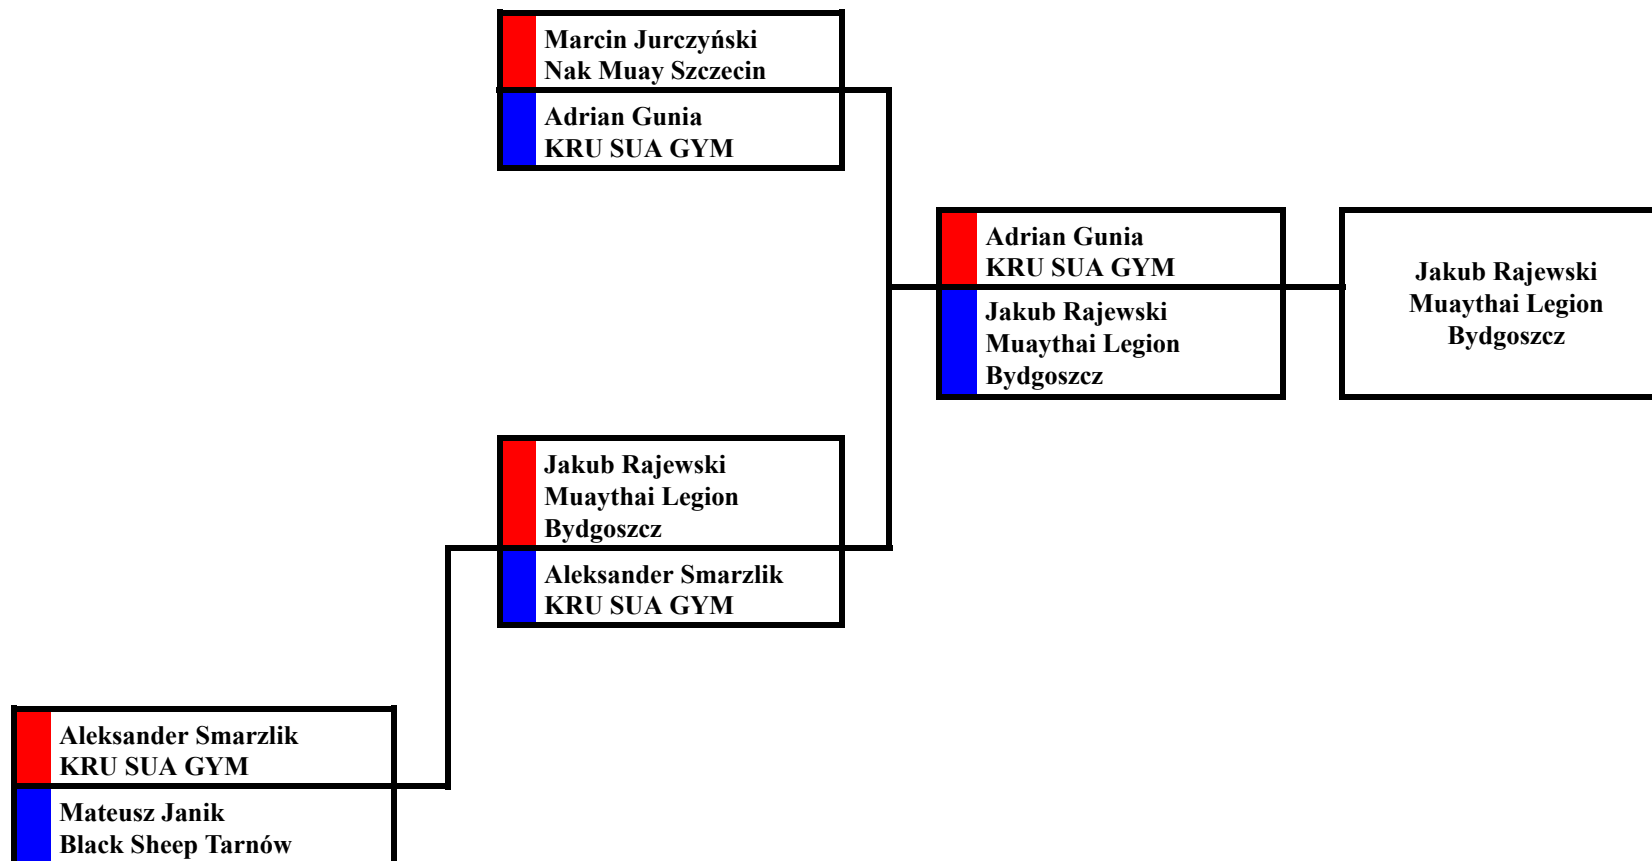 Marcin Jurczyński
Nak Muay Szczecin
Adrian Gunia
KRU SUA GYM
Adrian Gunia
KRU SUA GYM
Jakub Rajewski
Muaythai Legion
Bydgoszcz
Jakub Rajewski
Muaythai Legion
Bydgoszcz
Jakub Rajewski
Muaythai Legion
Bydgoszcz
Aleksander Smarzlik
KRU SUA GYM
Aleksander Smarzlik
KRU SUA GYM
Mateusz Janik
Black Sheep Tarnów